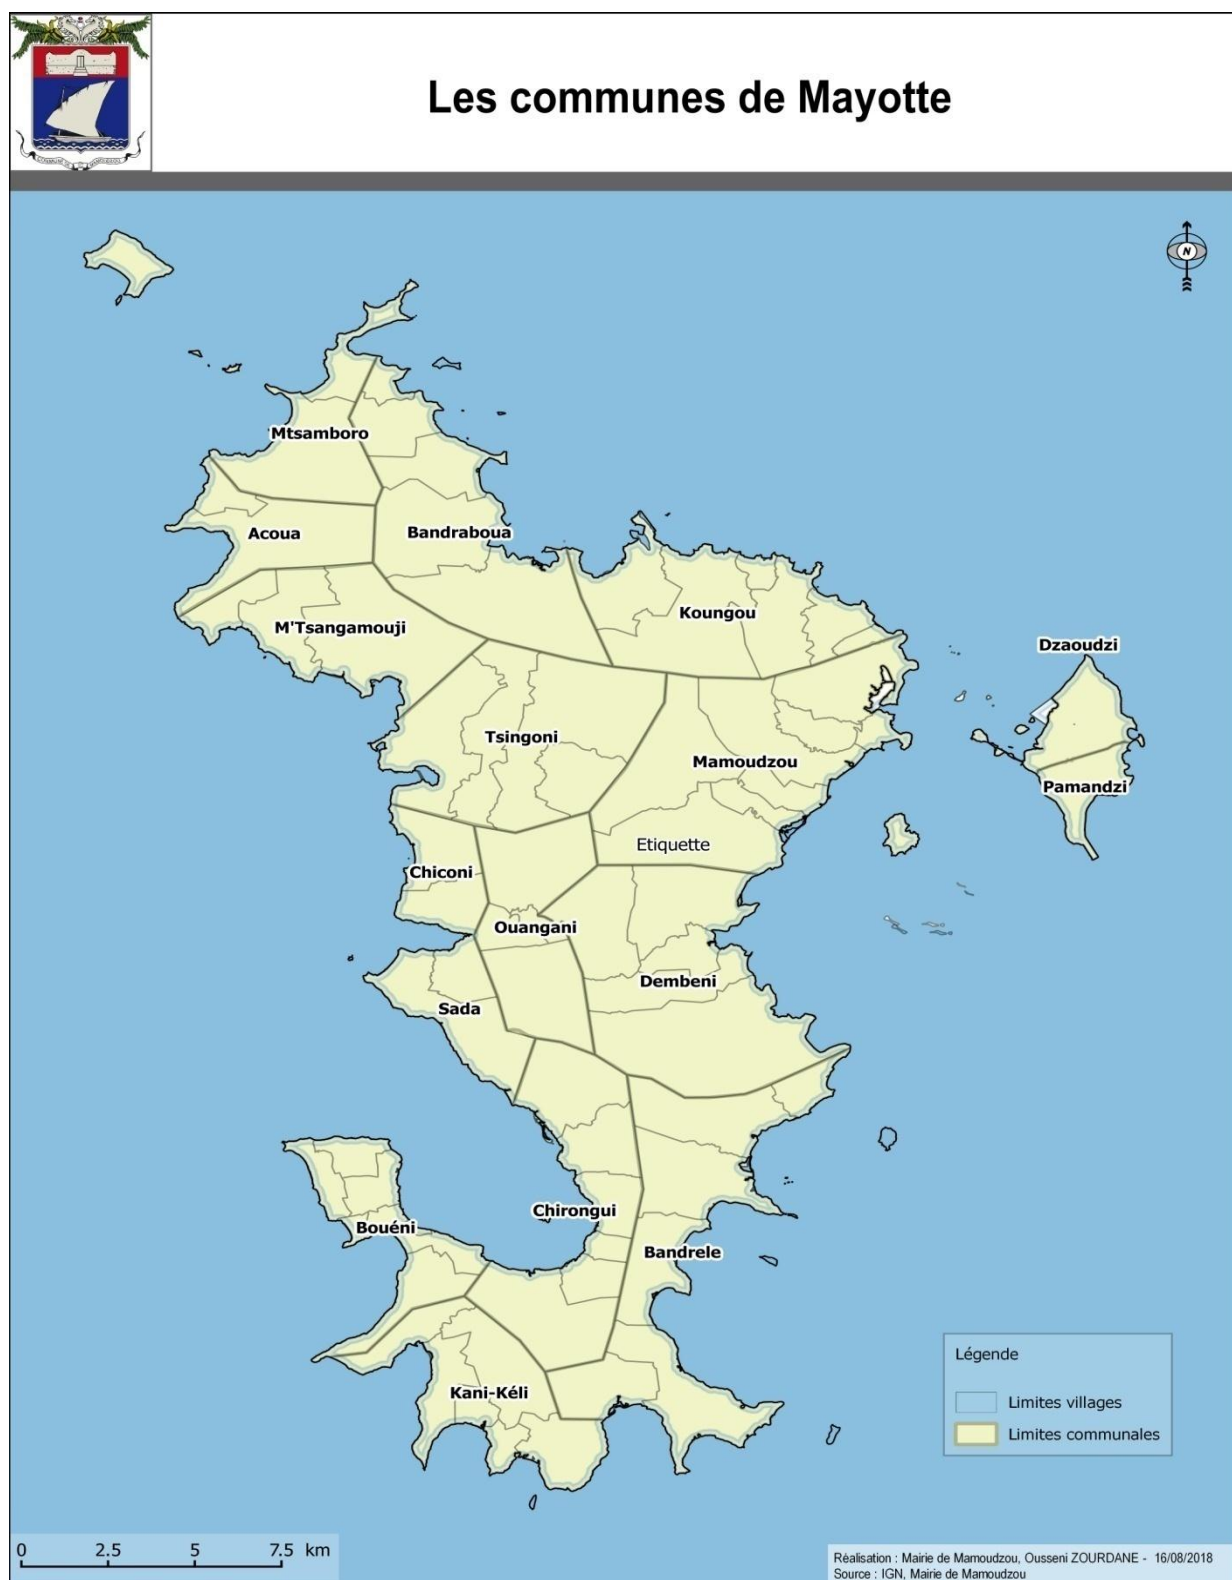 Les communes de Mayotte
N
Mtsamboro
Acoua
Bandraboua
Koungou
M'Tsangamouji
Dzaoudzi
Tsingoni
Mamoudzou
Pamandzi
Etiquette
Chiconi
Ouangani
Dembeni
Sada
Chirongui
Bouéni
Bandrele
Kani-Kéli
Légende
Limites villages
Limites communales
0 2.5 5 7.5 km
Réalisation : Mairie de Mamoudzou, Ousseni ZOURDANE - 16/08/2018
Source : IGN, Mairie de Mamoudzou